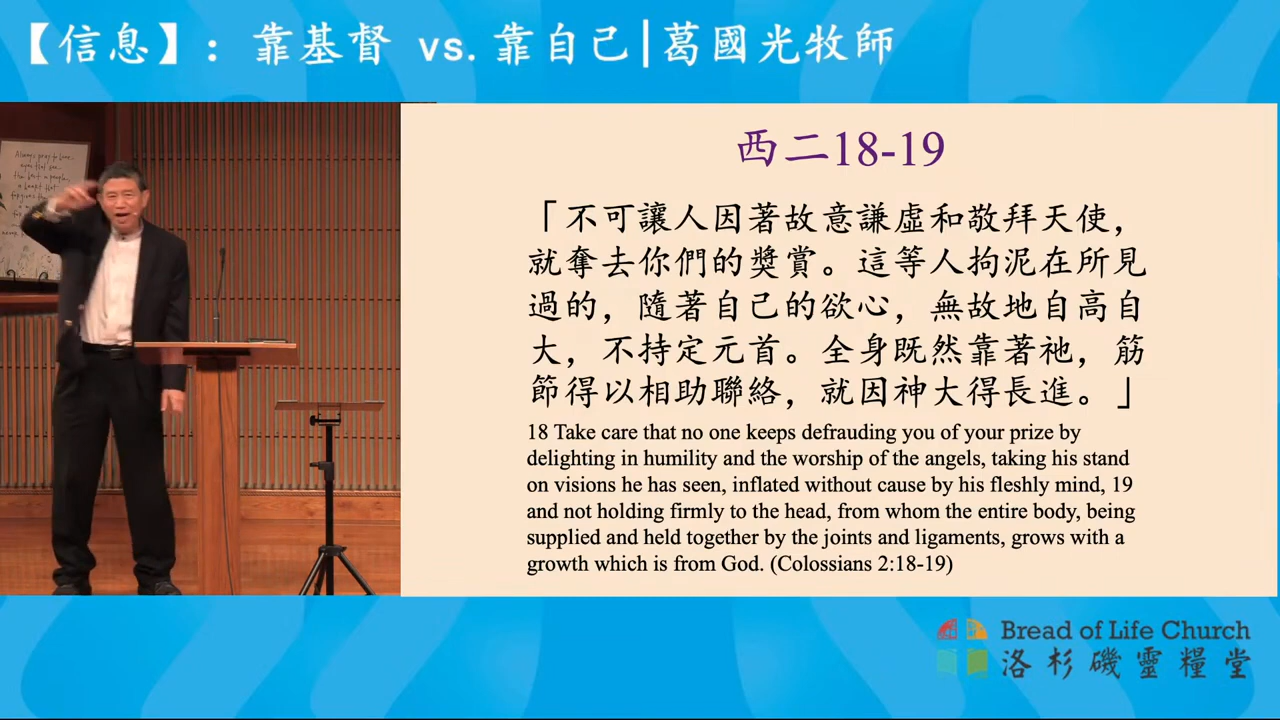 【信息】：靠基督 vs. 靠自己|葛國光牧師
西二18-19
「不可讓人因著故意謙虛和敬拜天使，
就奪去你們的獎賞。這等人拘泥在所見
過的，隨著自己的欲心，無故地自高自
大，不持定元首。全身既然靠著祂，筋
節得以相助聯絡，就因神大得長進。」
18 Take care that no one keeps defrauding you of your prize by
delighting in humility and the worship of the angels, taking his stand
on visions he has seen, inflated without cause by his fleshly mind, 19
and not holding firmly to the head, from whom the entire body, being
supplied and held together by the joints and ligaments, grows with a
growth which is from God. (Colossians 2:18-19)
Bread of Life Church
洛杉磯靈糧堂